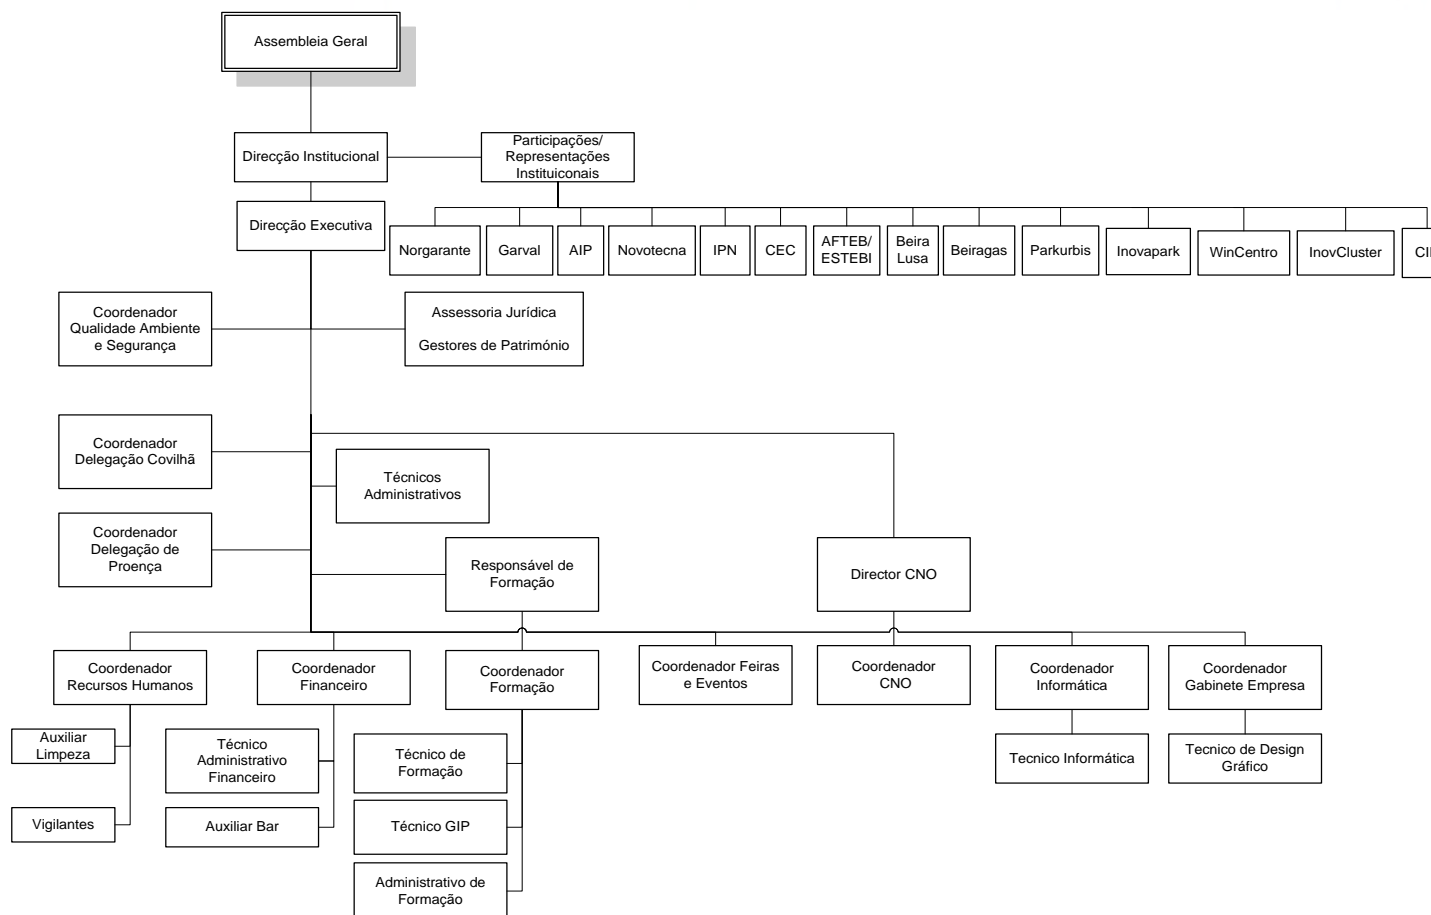 Assembleia Geral
Direcção Institucional
Participações/
Representações
Instituiconais
Direcção Executiva
Norgarante
Garval
AIP
Novotecna
IPN
CEC
AFTEB/
ESTEBI
Beira
Lusa
Beiragas
Parkurbis
Inovapark
WinCentro
InovCluster
Coordenador
Qualidade Ambiente
e Segurança
Assessoria Jurídica
Gestores de Património
Coordenador
Delegação Covilhã
Técnicos
Administrativos
Coordenador
Delegação de
Proença
Responsável de
Formação
Director CNO
Coordenador
Recursos Humanos
Coordenador
Financeiro
Coordenador
Formação
Coordenador Feiras
e Eventos
Coordenador
CNO
Coordenador
Informática
Coordenador
Gabinete Empresa
Auxiliar
Limpeza
Técnico
Administrativo
Financeiro
Técnico de
Formação
Tecnico Informática
Tecnico de Design
Gráfico
Vigilantes
Auxiliar Bar
Técnico GIP
Administrativo de
Formação